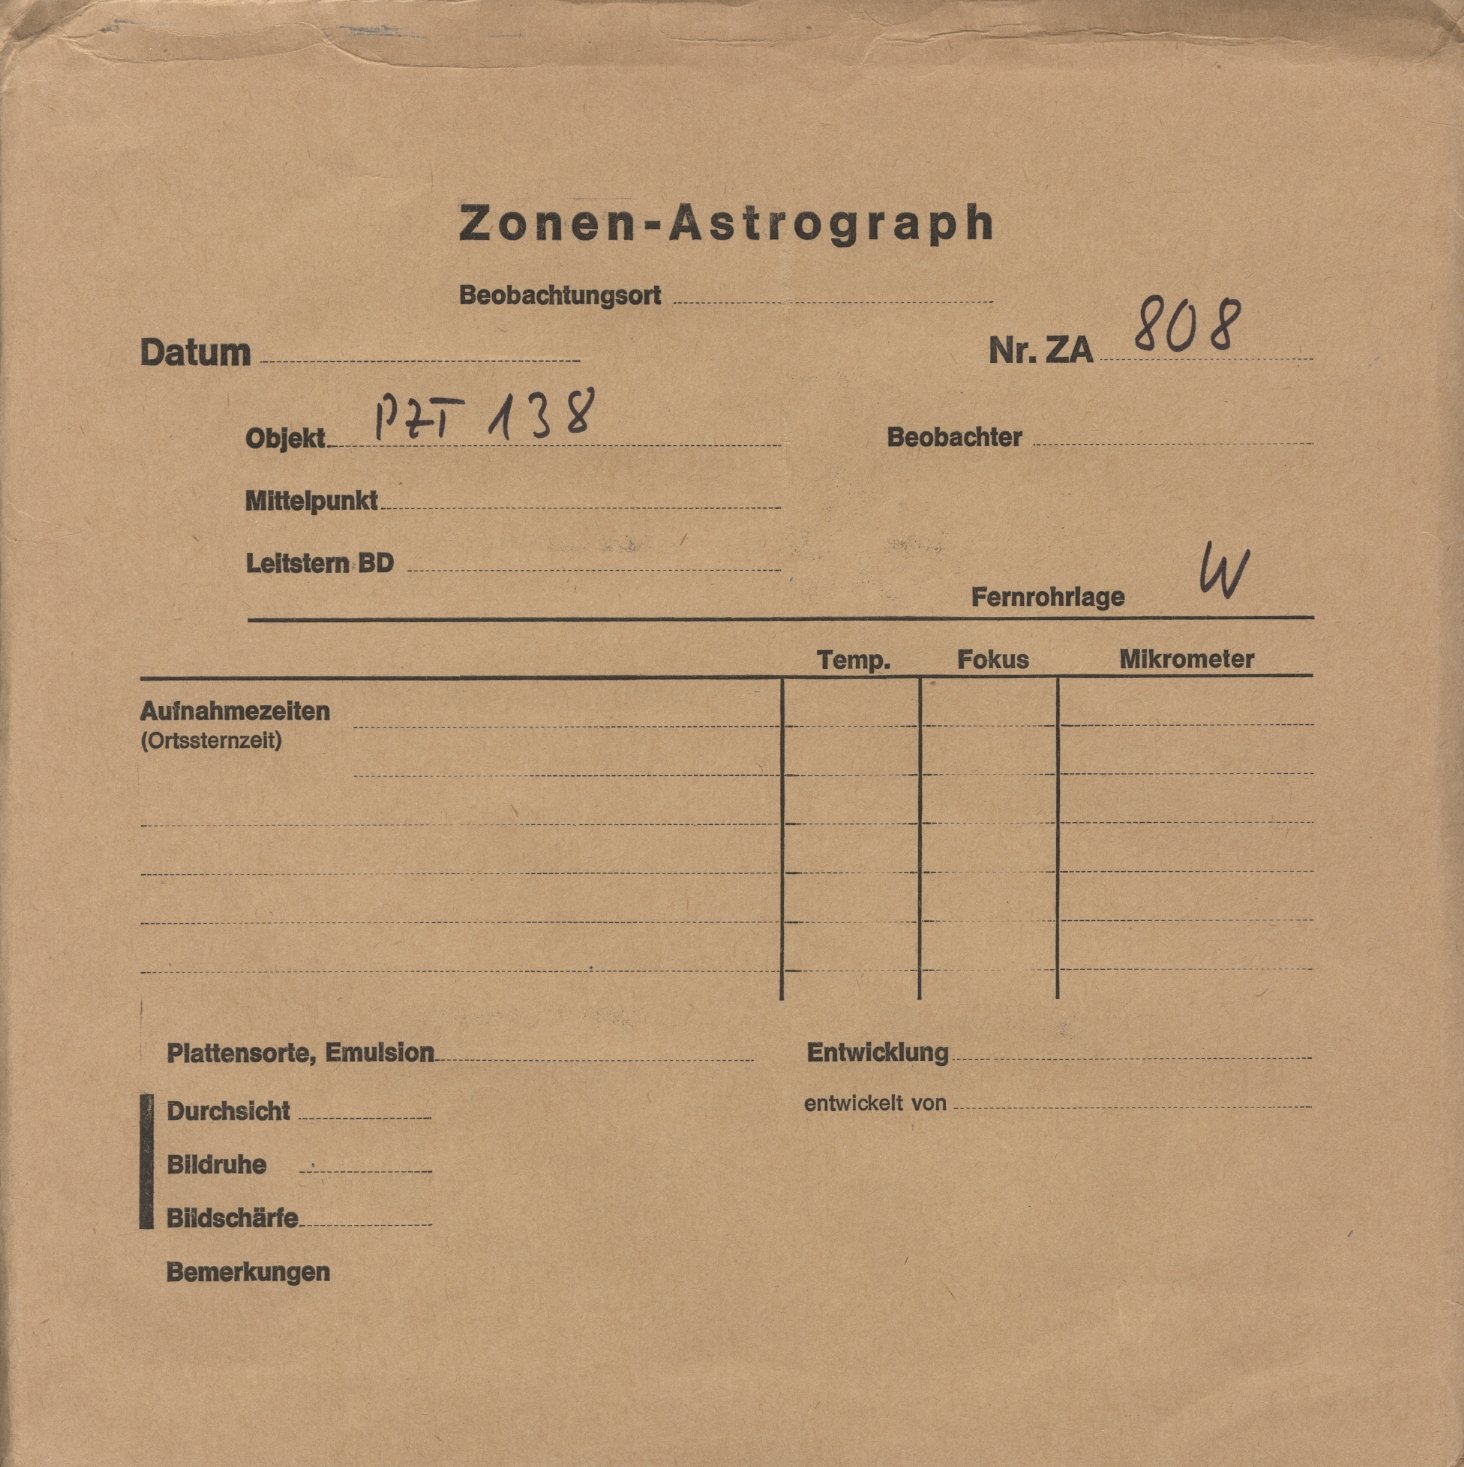 Zonen-Astrograph
Beobachtungsort
Datum
Nr. ZA 808
Objekt PZT 138
Beobachter
Mittelpunkt
Leitstern BD
Fernrohrlage W
Temp. Fokus Mikrometer
Aufnahmezeiten
(Ortssternzeit)
Plattensorte, Emulsion
Entwicklung
Durchsicht
entwickelt von
Bildruhe
Bildschärfe
Bemerkungen